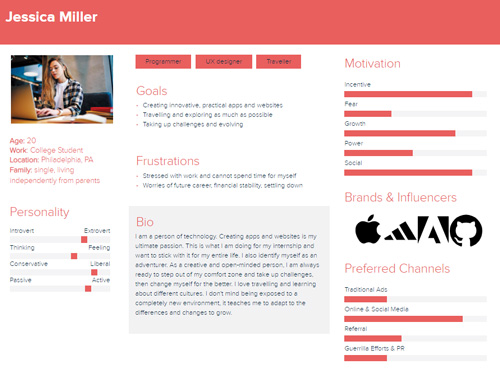 Jessica Miller
Programmer
UX designer
Traveller
Age: 20
Work: College Student
Location: Philadelphia, PA
Family: single, living
independently from parents
Personality
Introvert Extrovert
Thinking Feeling
Conservative Liberal
Passive Active
Goals
- Creating innovative, practical apps and websites
- Travelling and exploring as much as possible
- Taking up challenges and evolving
Frustrations
- Stressed with work and cannot spend time for myself
- Worries of future career, financial stability, settling down
Bio
I am a person of technology. Creating apps and websites is my
ultimate passion. This is what I am doing for my internship and
want to stick with it for my entire life. I also identify myself as an
adventurer. As a creative and open-minded person, I am always
ready to step out of my comfort zone and take up challenges,
then change myself for the better. I love travelling and learning
about different cultures. I don't mind being exposed to a
completely new environment, it teaches me to adapt to the
differences and changes to grow.
Motivation
Incentive
Fear
Growth
Power
Social
Brands & Influencers
Preferred Channels
Traditional Ads
Online & Social Media
Referral
Guerrilla Efforts & PR